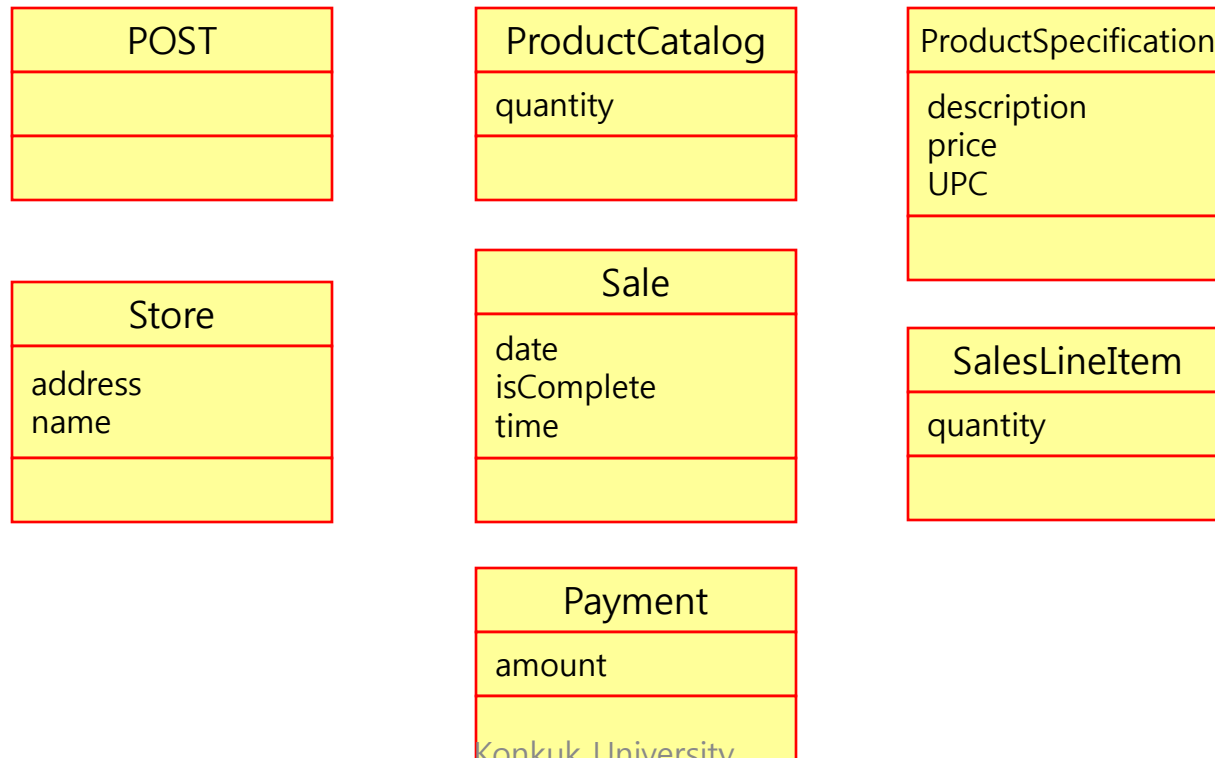 POST
ProductCatalog
quantity
ProductSpecification
description
price
UPC
Store
address
name
Sale
date
isComplete
time
SalesLineItem
quantity
Payment
amount
Konkuk University